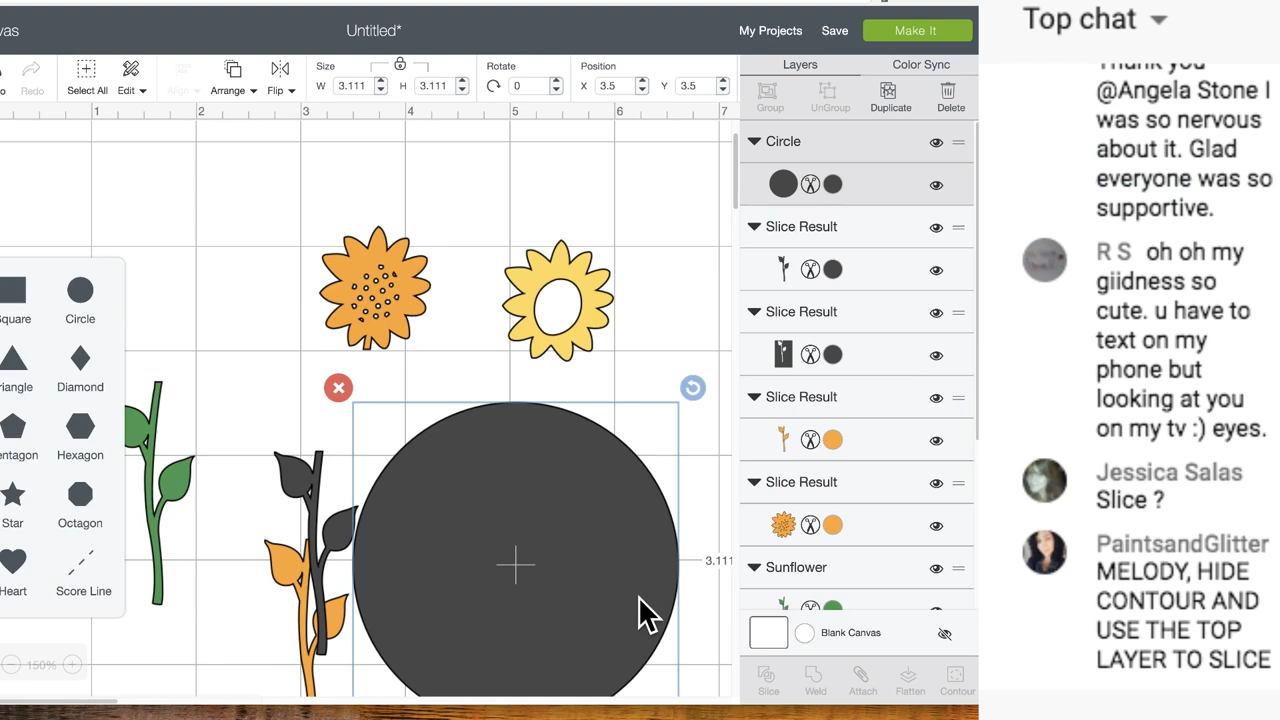 vas
Untitled*
My Projects
Save
Make It
Redo
Select All
Edit
Align
Arrange
Flip
Size
W 3.111
H 3.111
Rotate
0
Position
X 3.5
Y 3.5
Layers
Color Sync
Group
UnGroup
Duplicate
Delete
1 2 3 4 5 6 7
Square
Circle
Triangle
Diamond
entagon
Hexagon
Star
Octagon
Heart
Score Line
150%
3.111
Circle
Slice Result
Slice Result
Slice Result
Slice Result
Sunflower
Blank Canvas
Slice
Weld
Attach
Flatten
Contour
Top chat
Thank you
@Angela Stone I
was so nervous
about it. Glad
everyone was so
supportive.
R S oh oh my
giidness so
cute. u have to
text on my
phone but
looking at you
on my tv :) eyes.
Jessica Salas
Slice ?
PaintsandGlitter
MELODY, HIDE
CONTOUR AND
USE THE TOP
LAYER TO SLICE